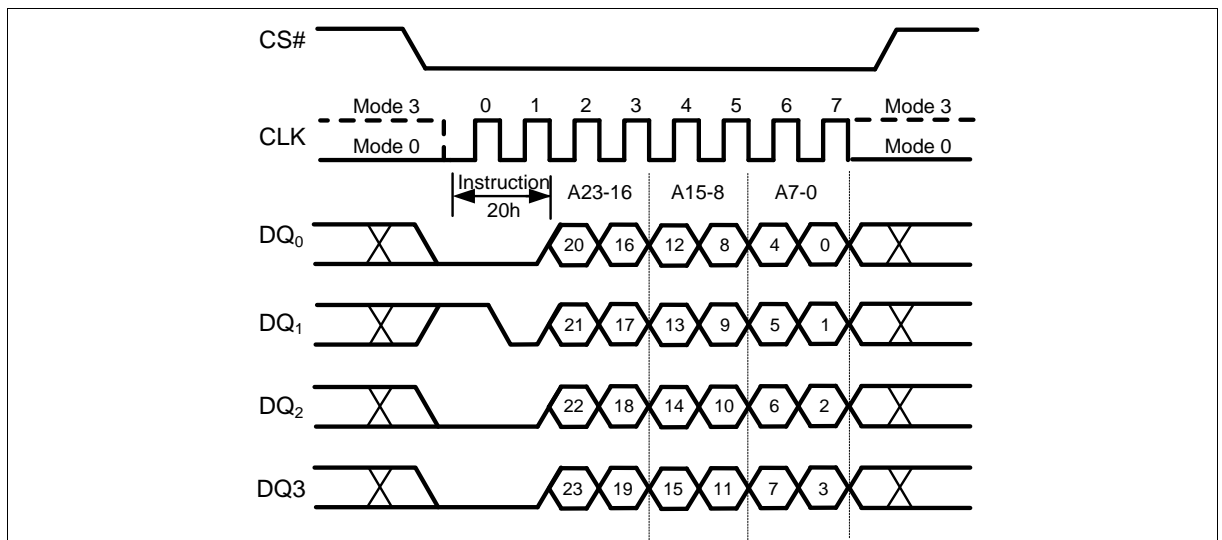 CS#
Mode 3 0 1 2 3 4 5 6 7 Mode 3
CLK
Mode 0 Mode 0
Instruction A23-16 A15-8 A7-0
20h
DQ0 20 16 12 8 4 0
DQ1 21 17 13 9 5 1
DQ2 22 18 14 10 6 2
DQ3 23 19 15 11 7 3